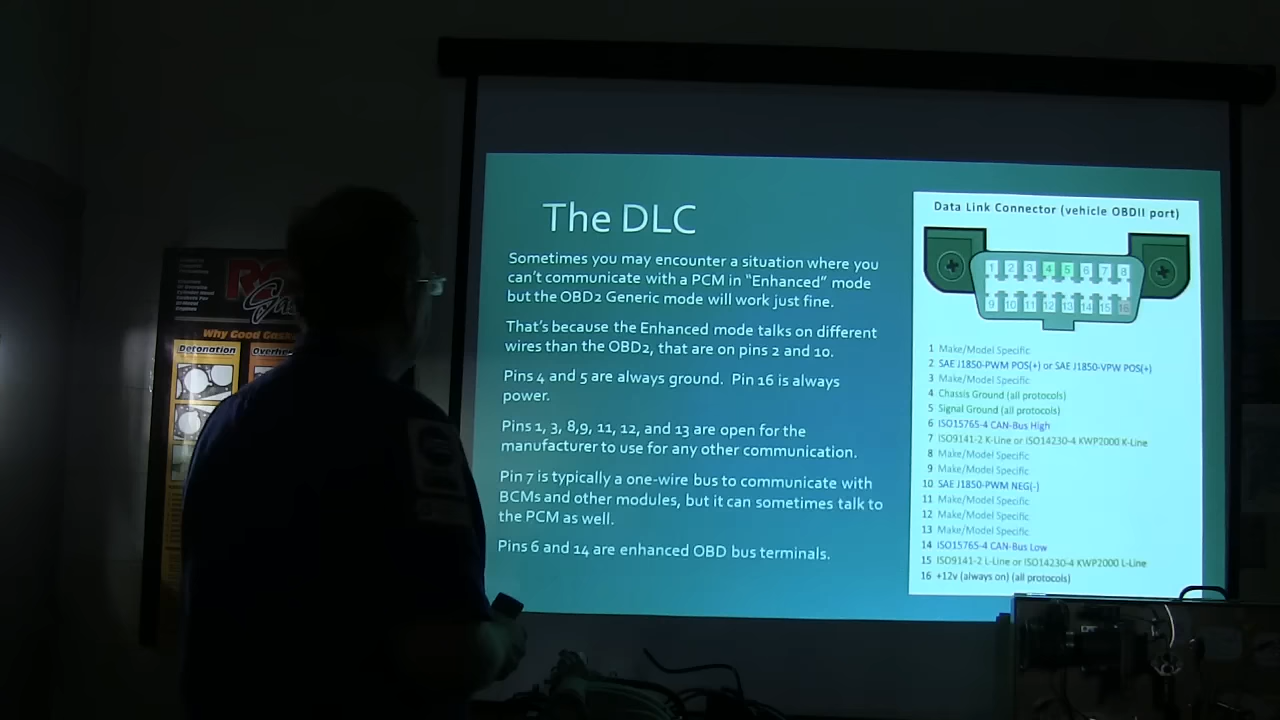 The DLC
Sometimes you may encounter a situation where you
can't communicate with a PCM in "Enhanced" mode
but the OBD2 Generic mode will work just fine.
That's because the Enhanced mode talks on different
wires than the OBD2, that are on pins 2 and 10.
Pins 4 and 5 are always ground. Pin 16 is always
power.
Pins 1, 3, 8,9, 11, 12, and 13 are open for the
manufacturer to use for any other communication.
Pin 7 is typically a one-wire bus to communicate with
BCMs and other modules, but it can sometimes talk to
the PCM as well.
Pins 6 and 14 are enhanced OBD bus terminals.
Data Link Connector (vehicle OBDII port)
1 2 3 4 5 6 7 8
9 10 11 12 13 14 15 16
1 Make/Model Specific
2 SAE J1850-PWM POS(+) or SAE J1850-VPW POS(+)
3 Make/Model Specific
4 Chassis Ground (all protocols)
5 Signal Ground (all protocols)
6 ISO15765-4 CAN-Bus High
7 ISO9141-2 K-Line or ISO14230-4 KWP2000 K-Line
8 Make/Model Specific
9 Make/Model Specific
10 SAE J1850-PWM NEG(-)
11 Make/Model Specific
12 Make/Model Specific
13 Make/Model Specific
14 ISO15765-4 CAN-Bus Low
15 ISO9141-2 L-Line or ISO14230-4 KWP2000 L-Line
16 +12v (always on) (all protocols)
Why Good Gas
Detonation